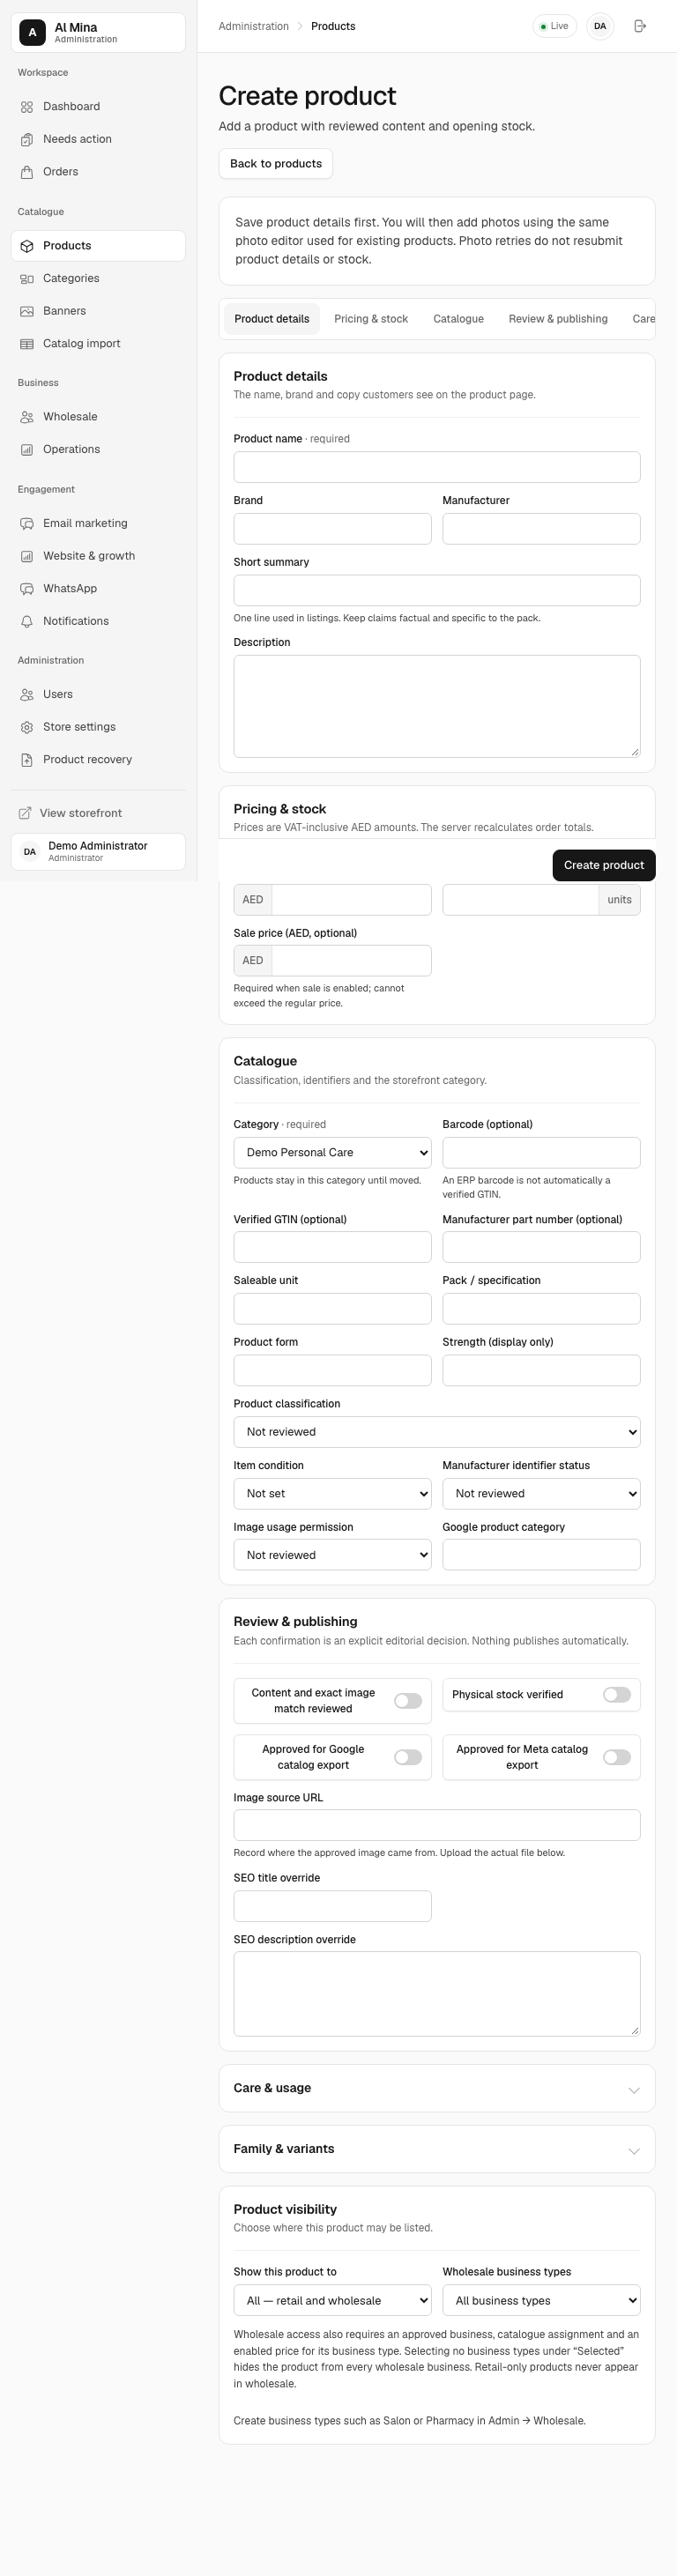 A
Al Mina
Administration
Workspace
Dashboard
Needs action
Orders
Catalogue
Products
Categories
Banners
Catalog import
Business
Wholesale
Operations
Engagement
Email marketing
Website & growth
WhatsApp
Notifications
Administration
Users
Store settings
Product recovery
View storefront
DA
Demo Administrator
Administrator
Administration
Products
Live
DA
Create product
Add a product with reviewed content and opening stock.
Back to products
Save product details first. You will then add photos using the same
photo editor used for existing products. Photo retries do not resubmit
product details or stock.
Product details
Pricing & stock
Catalogue
Review & publishing
Care
Product details
The name, brand and copy customers see on the product page.
Product name · required
Brand
Manufacturer
Short summary
One line used in listings. Keep claims factual and specific to the pack.
Description
Pricing & stock
Prices are VAT-inclusive AED amounts. The server recalculates order totals.
Create product
AED
units
Sale price (AED, optional)
AED
Required when sale is enabled; cannot
exceed the regular price.
Catalogue
Classification, identifiers and the storefront category.
Category · required
Barcode (optional)
Demo Personal Care
Products stay in this category until moved.
An ERP barcode is not automatically a
verified GTIN.
Verified GTIN (optional)
Manufacturer part number (optional)
Saleable unit
Pack / specification
Product form
Strength (display only)
Product classification
Not reviewed
Item condition
Manufacturer identifier status
Not set
Not reviewed
Image usage permission
Google product category
Not reviewed
Review & publishing
Each confirmation is an explicit editorial decision. Nothing publishes automatically.
Content and exact image
match reviewed
Physical stock verified
Approved for Google
catalog export
Approved for Meta catalog
export
Image source URL
Record where the approved image came from. Upload the actual file below.
SEO title override
SEO description override
Care & usage
Family & variants
Product visibility
Choose where this product may be listed.
Show this product to
Wholesale business types
All — retail and wholesale
All business types
Wholesale access also requires an approved business, catalogue assignment and an
enabled price for its business type. Selecting no business types under “Selected”
hides the product from every wholesale business. Retail-only products never appear
in wholesale.
Create business types such as Salon or Pharmacy in Admin → Wholesale.